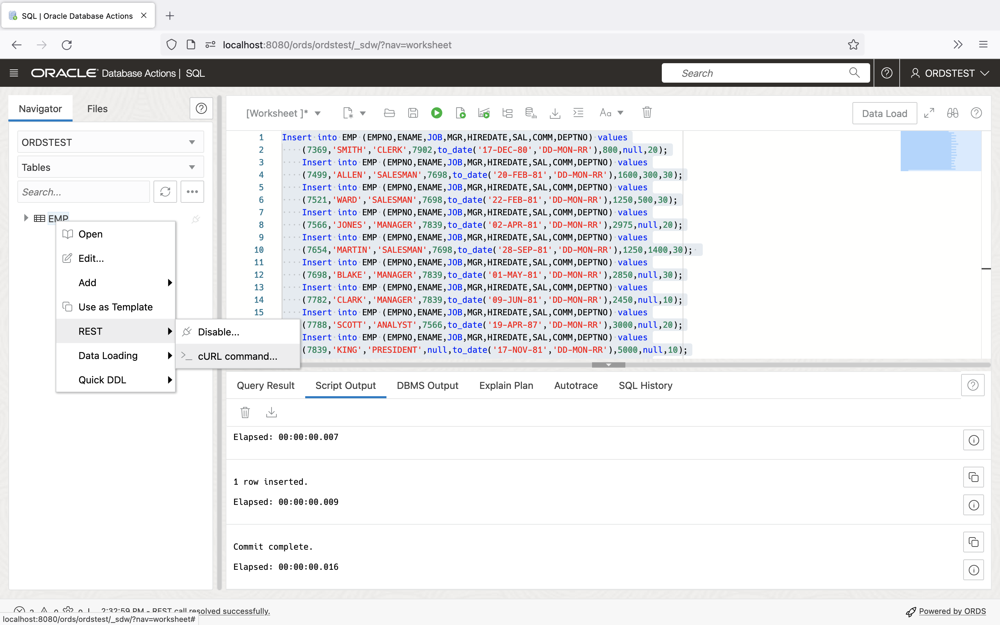 SQL | Oracle Database Actions
localhost:8080/ords/ordstest/_sdw/?nav=worksheet
ORACLE Database Actions | SQL
Search
ORDSTEST
Navigator
Files
ORDSTEST
Tables
Search...
EMP
Open
Edit...
Add
Use as Template
REST
Data Loading
Quick DDL
Disable...
>_ cURL command...
[Worksheet ]*
Aa
Data Load
1 Insert into EMP (EMPNO,ENAME,JOB,MGR,HIREDATE,SAL,COMM,DEPTNO) values
2 (7369,'SMITH','CLERK',7902,to_date('17-DEC-80','DD-MON-RR'),800,null,20);
3 Insert into EMP (EMPNO,ENAME,JOB,MGR,HIREDATE,SAL,COMM,DEPTNO) values
4 (7499,'ALLEN','SALESMAN',7698,to_date('20-FEB-81','DD-MON-RR'),1600,300,30);
5 Insert into EMP (EMPNO,ENAME,JOB,MGR,HIREDATE,SAL,COMM,DEPTNO) values
6 (7521,'WARD','SALESMAN',7698,to_date('22-FEB-81','DD-MON-RR'),1250,500,30);
7 Insert into EMP (EMPNO,ENAME,JOB,MGR,HIREDATE,SAL,COMM,DEPTNO) values
8 (7566,'JONES','MANAGER',7839,to_date('02-APR-81','DD-MON-RR'),2975,null,20);
9 Insert into EMP (EMPNO,ENAME,JOB,MGR,HIREDATE,SAL,COMM,DEPTNO) values
10 (7654,'MARTIN','SALESMAN',7698,to_date('28-SEP-81','DD-MON-RR'),1250,1400,30);
11 Insert into EMP (EMPNO,ENAME,JOB,MGR,HIREDATE,SAL,COMM,DEPTNO) values
12 (7698,'BLAKE','MANAGER',7839,to_date('01-MAY-81','DD-MON-RR'),2850,null,30);
13 Insert into EMP (EMPNO,ENAME,JOB,MGR,HIREDATE,SAL,COMM,DEPTNO) values
14 (7782,'CLARK','MANAGER',7839,to_date('09-JUN-81','DD-MON-RR'),2450,null,10);
15 Insert into EMP (EMPNO,ENAME,JOB,MGR,HIREDATE,SAL,COMM,DEPTNO) values
(7788,'SCOTT','ANALYST',7566,to_date('19-APR-87','DD-MON-RR'),3000,null,20);
Insert into EMP (EMPNO,ENAME,JOB,MGR,HIREDATE,SAL,COMM,DEPTNO) values
(7839,'KING','PRESIDENT',null,to_date('17-NOV-81','DD-MON-RR'),5000,null,10);
Query Result
Script Output
DBMS Output
Explain Plan
Autotrace
SQL History
Elapsed: 00:00:00.007
1 row inserted.
Elapsed: 00:00:00.009
Commit complete.
Elapsed: 00:00:00.016
2:32:59 PM - REST call resolved successfully.
localhost:8080/ords/ordstest/_sdw/?nav=worksheet#
Powered by ORDS